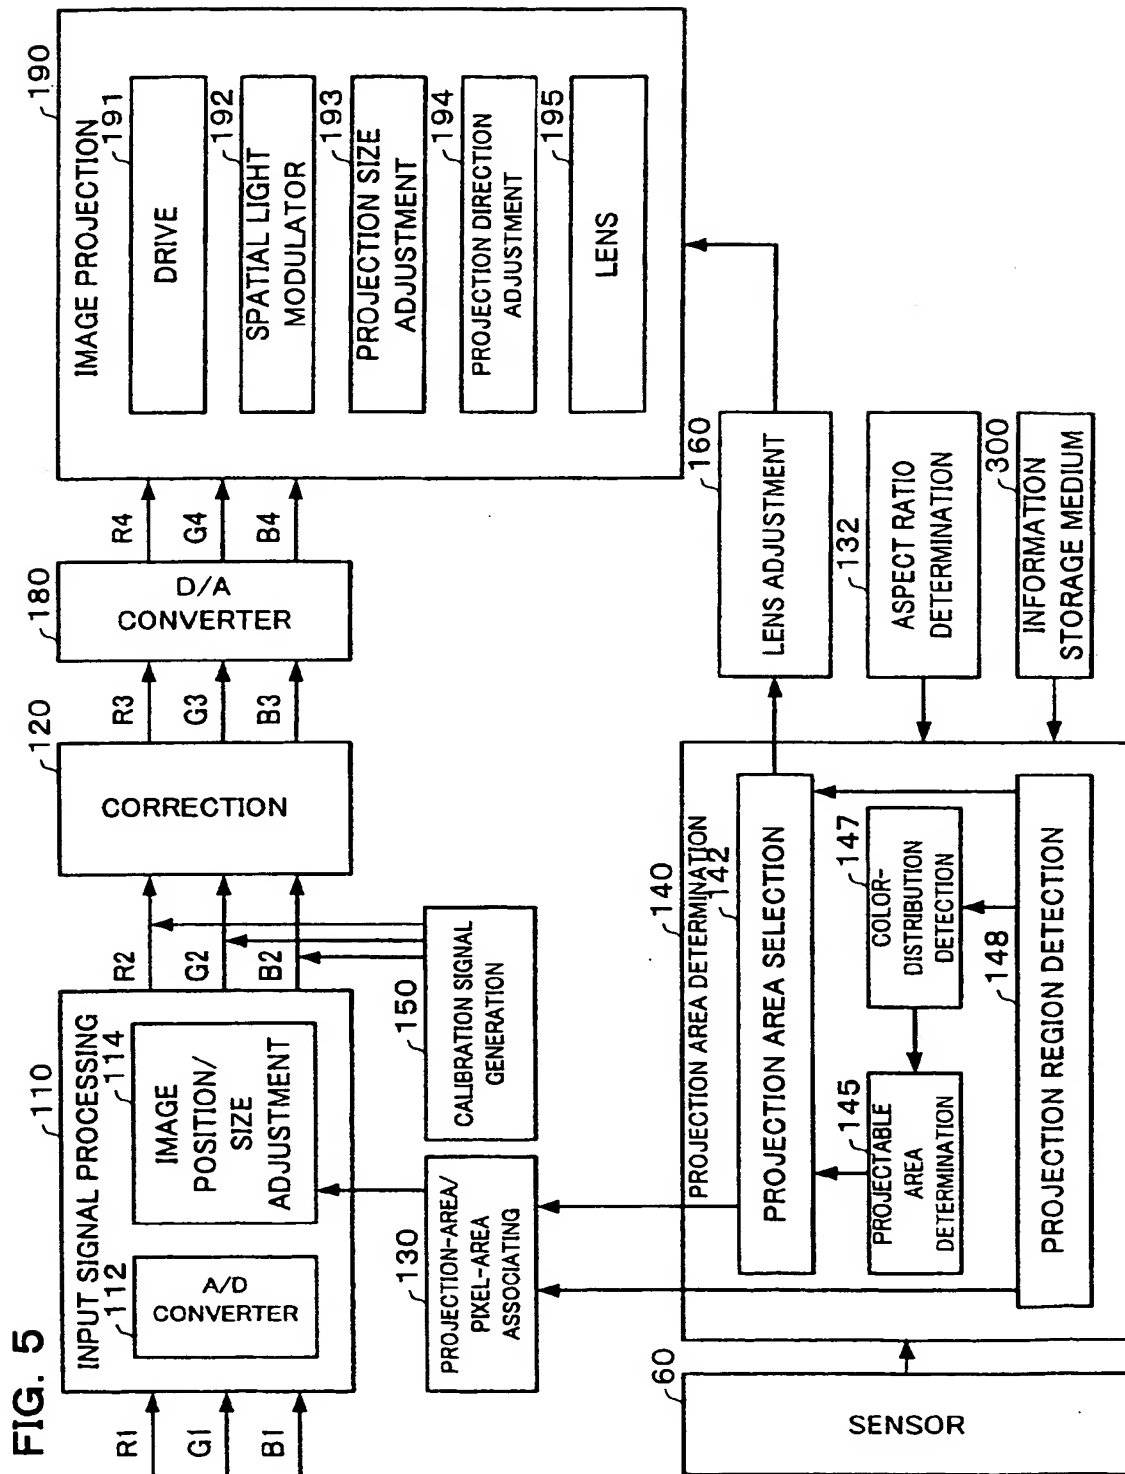 FIG. 5
R1
G1
B1
110
INPUT SIGNAL PROCESSING
112
A/D
CONVERTER
114
IMAGE
POSITION/
SIZE
ADJUSTMENT
R2
G2
B2
120
CORRECTION
R3
G3
B3
180
D/A
CONVERTER
R4
G4
B4
190
IMAGE PROJECTION
191
DRIVE
192
SPATIAL LIGHT
MODULATOR
193
PROJECTION SIZE
ADJUSTMENT
194
PROJECTION DIRECTION
ADJUSTMENT
195
LENS
130
PROJECTION-AREA/
PIXEL-AREA
ASSOCIATING
150
CALIBRATION SIGNAL
GENERATION
60
SENSOR
140
PROJECTION AREA DETERMINATION
142
PROJECTION AREA SELECTION
145
PROJECTABLE
AREA
DETERMINATION
147
COLOR-
DISTRIBUTION
DETECTION
148
PROJECTION REGION DETECTION
160
LENS ADJUSTMENT
132
ASPECT RATIO
DETERMINATION
300
INFORMATION
STORAGE MEDIUM